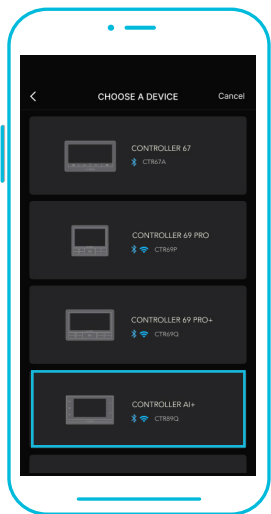 CHOOSE A DEVICE Cancel
CONTROLLER 67
CTR67A
CONTROLLER 69 PRO
CTR69P
CONTROLLER 69 PRO+
CTR69Q
CONTROLLER AI+
CTR89Q